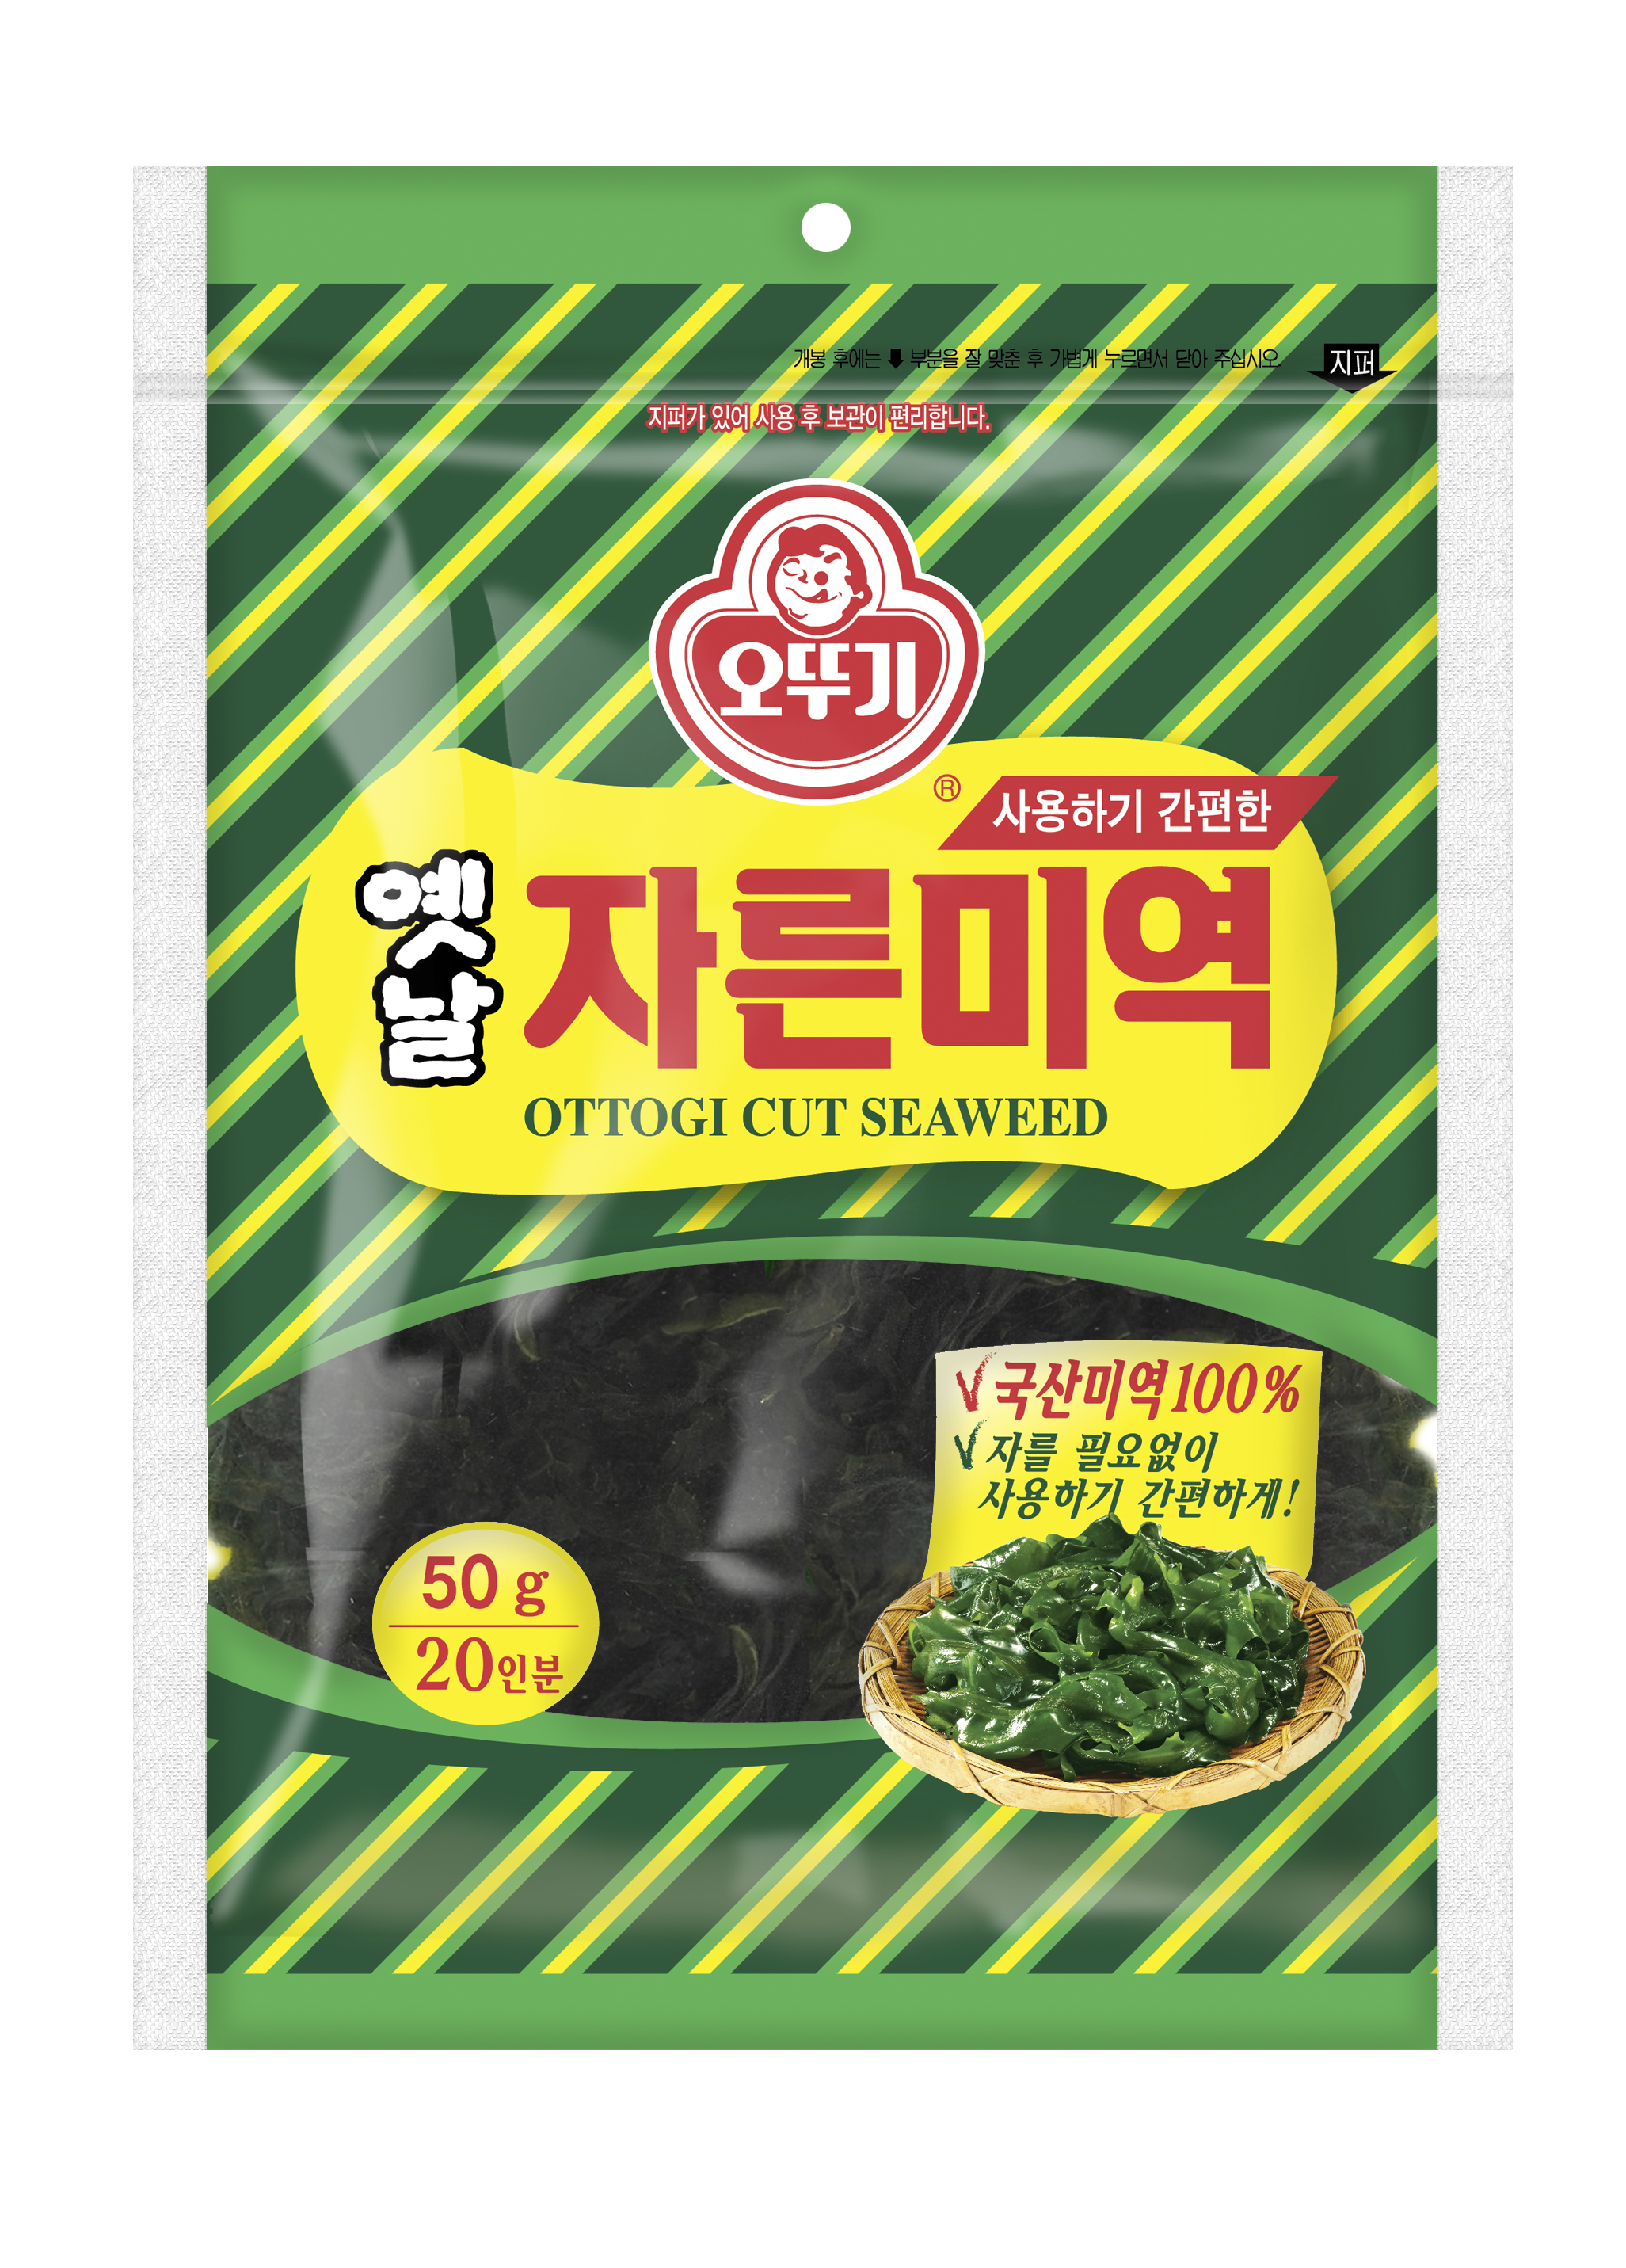 개봉 후에는 ⬇ 부분을 잘 맞춘 후 가볍게 누르면서 닫아 주십시오.
지퍼
지퍼가 있어 사용 후 보관이 편리합니다.
오뚜기
®
사용하기 간편한
옛날
자른미역
OTTOGI CUT SEAWEED
국산미역 100%
자를 필요없이
사용하기 간편하게!
50 g
20인분